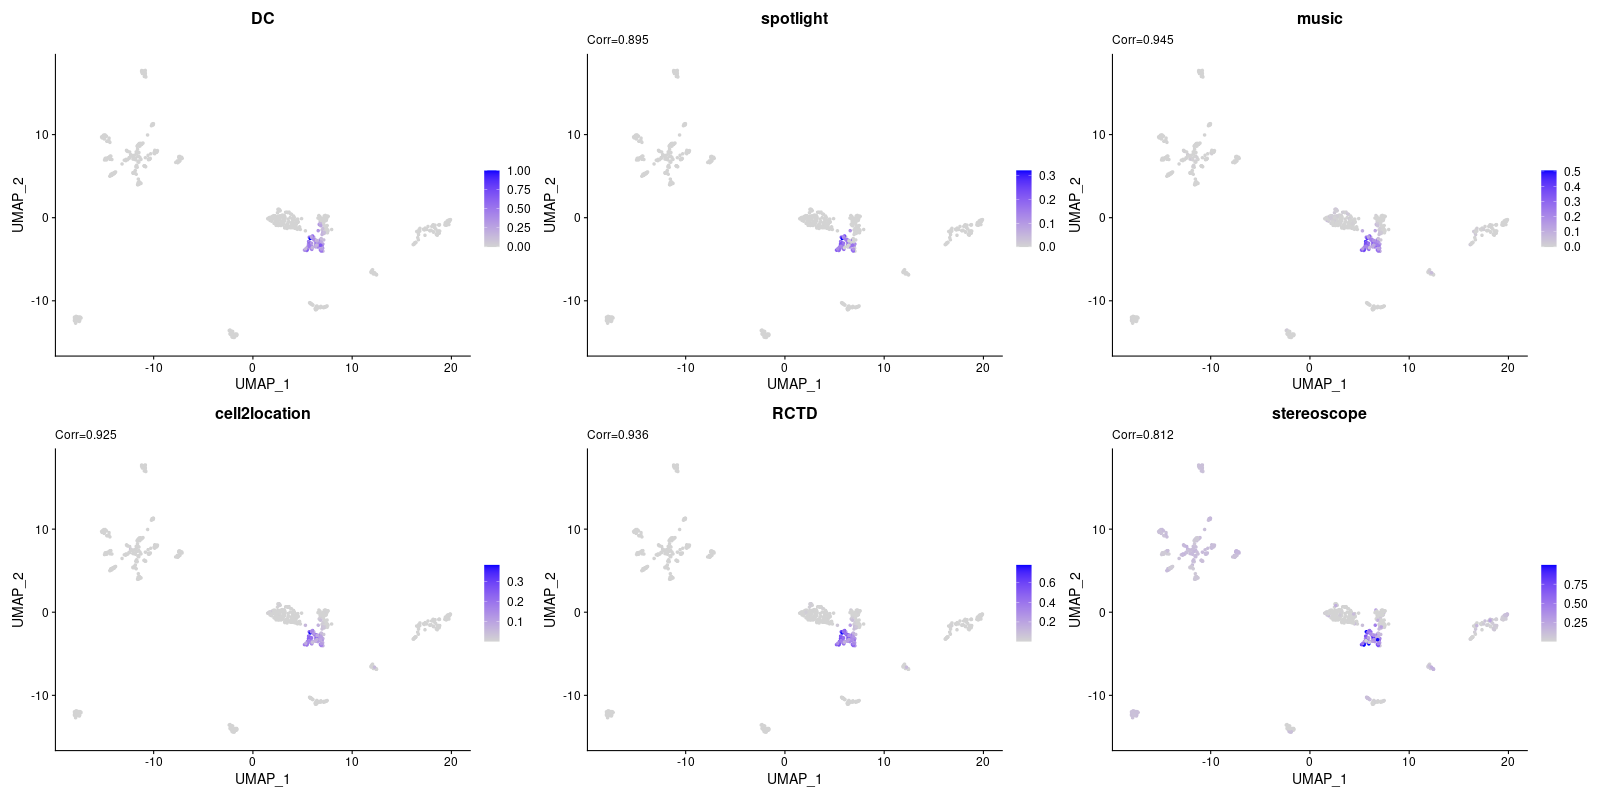 DC
10
0
-10
-10
0
10
20
UMAP_1
UMAP_2
1.00
0.75
0.50
0.25
0.00
spotlight
Corr=0.895
10
0
-10
-10
0
10
20
UMAP_1
UMAP_2
0.3
0.2
0.1
0.0
music
Corr=0.945
10
0
-10
-10
0
10
20
UMAP_1
UMAP_2
0.5
0.4
0.3
0.2
0.1
0.0
cell2location
Corr=0.925
10
0
-10
-10
0
10
20
UMAP_1
UMAP_2
0.3
0.2
0.1
RCTD
Corr=0.936
10
0
-10
-10
0
10
20
UMAP_1
UMAP_2
0.6
0.4
0.2
stereoscope
Corr=0.812
10
0
-10
-10
0
10
20
UMAP_1
UMAP_2
0.75
0.50
0.25